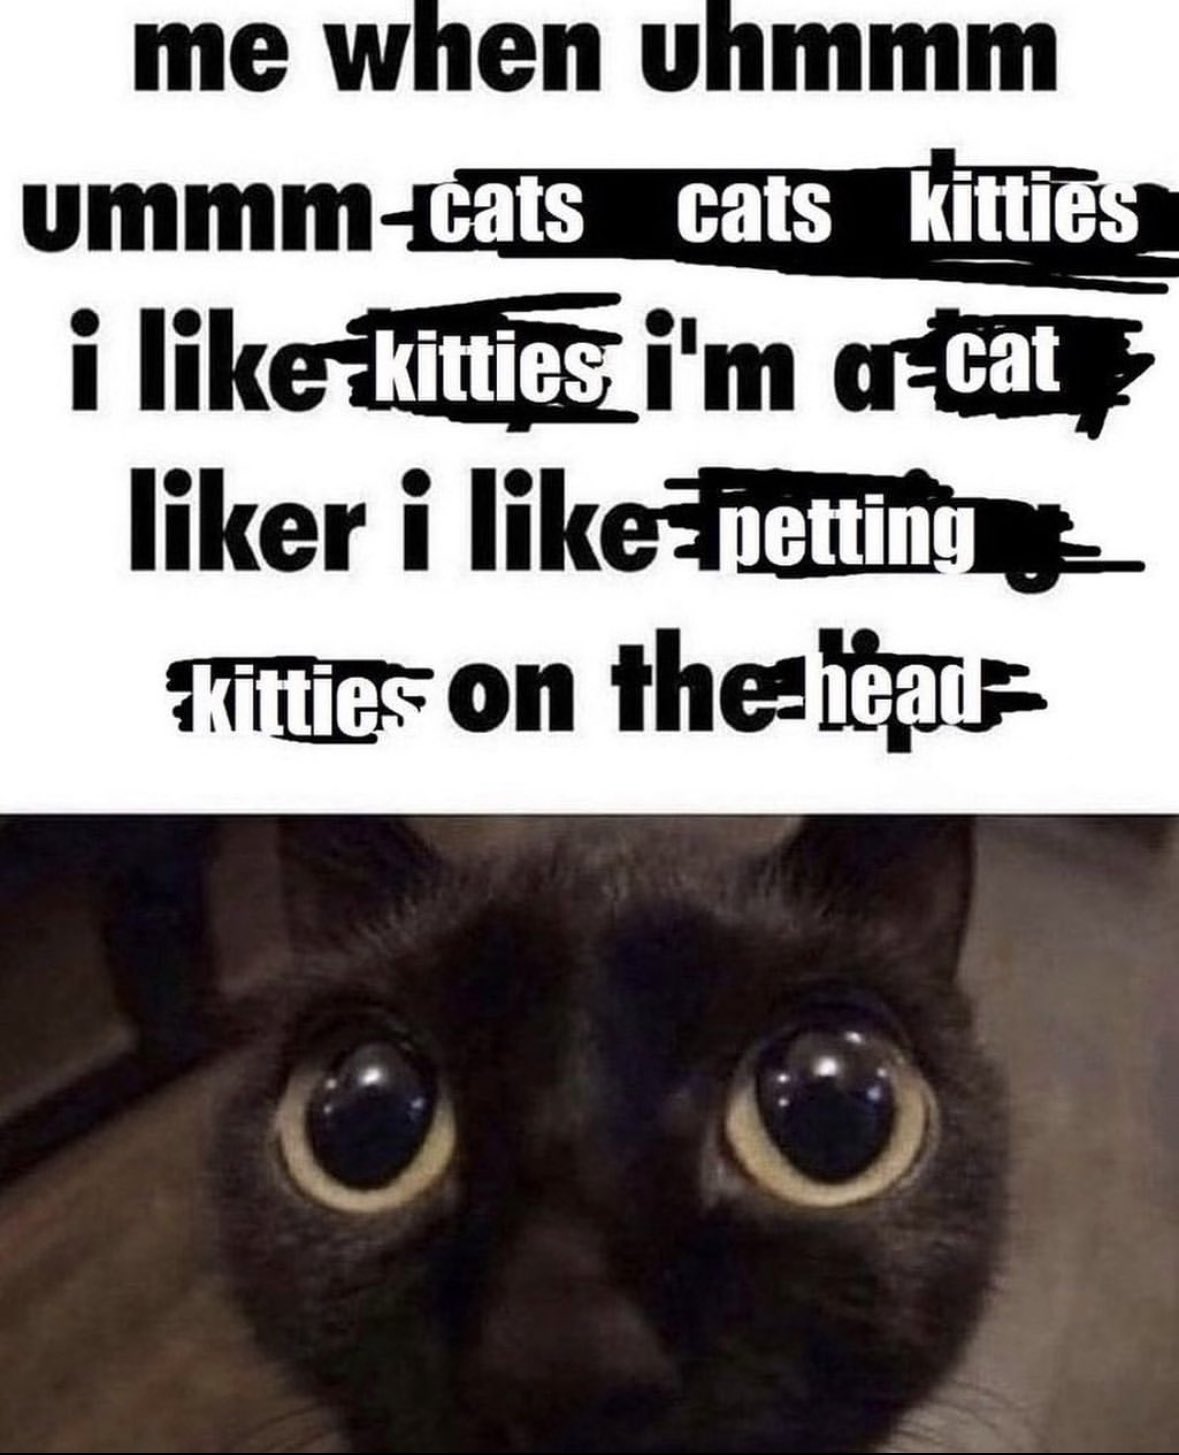 me when uhmmm
ummm cats cats kitties
i like kitties i'm a cat
liker i like petting
kitties on the head